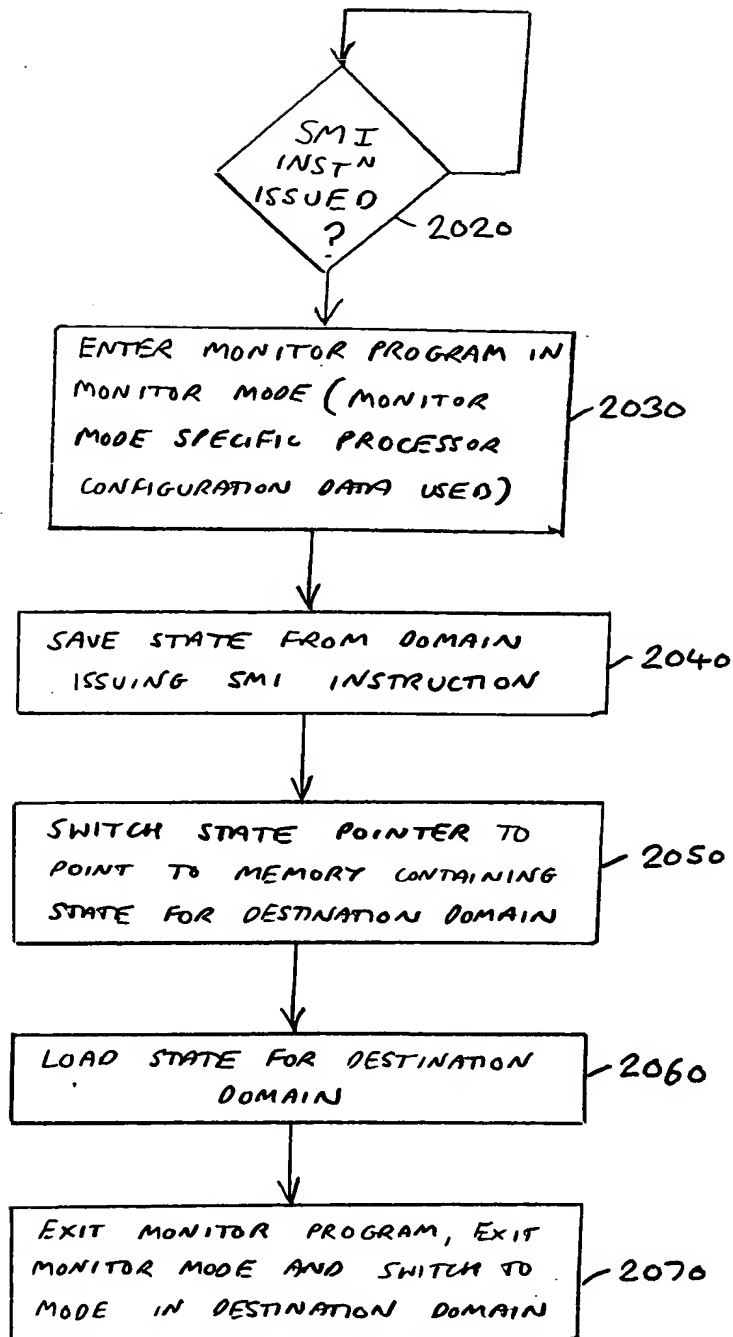 SMI
INSTN
ISSUED
?
2020
ENTER MONITOR PROGRAM IN
MONITOR MODE (MONITOR
MODE SPECIFIC PROCESSOR
CONFIGURATION DATA USED)
2030
SAVE STATE FROM DOMAIN
ISSUING SMI INSTRUCTION
2040
SWITCH STATE POINTER TO
POINT TO MEMORY CONTAINING
STATE FOR DESTINATION DOMAIN
2050
LOAD STATE FOR DESTINATION
DOMAIN
2060
EXIT MONITOR PROGRAM, EXIT
MONITOR MODE AND SWITCH TO
MODE IN DESTINATION DOMAIN
2070